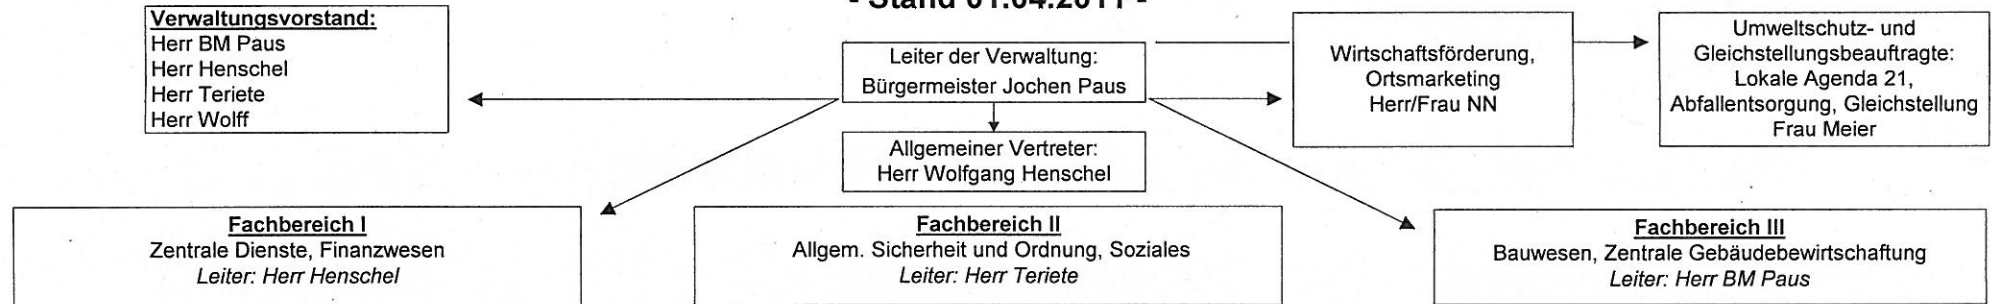 - Stand 01.04.2011 -
Verwaltungsvorstand:
Herr BM Paus
Herr Henschel
Herr Teriete
Herr Wolff
Leiter der Verwaltung:
Bürgermeister Jochen Paus
Allgemeiner Vertreter:
Herr Wolfgang Henschel
Wirtschaftsförderung,
Ortsmarketing
Herr/Frau NN
Umweltschutz- und
Gleichstellungsbeauftragte:
Lokale Agenda 21,
Abfallentsorgung, Gleichstellung
Frau Meier
Fachbereich I
Zentrale Dienste, Finanzwesen
Leiter: Herr Henschel
Fachbereich II
Allgem. Sicherheit und Ordnung, Soziales
Leiter: Herr Teriete
Fachbereich III
Bauwesen, Zentrale Gebäudebewirtschaftung
Leiter: Herr BM Paus